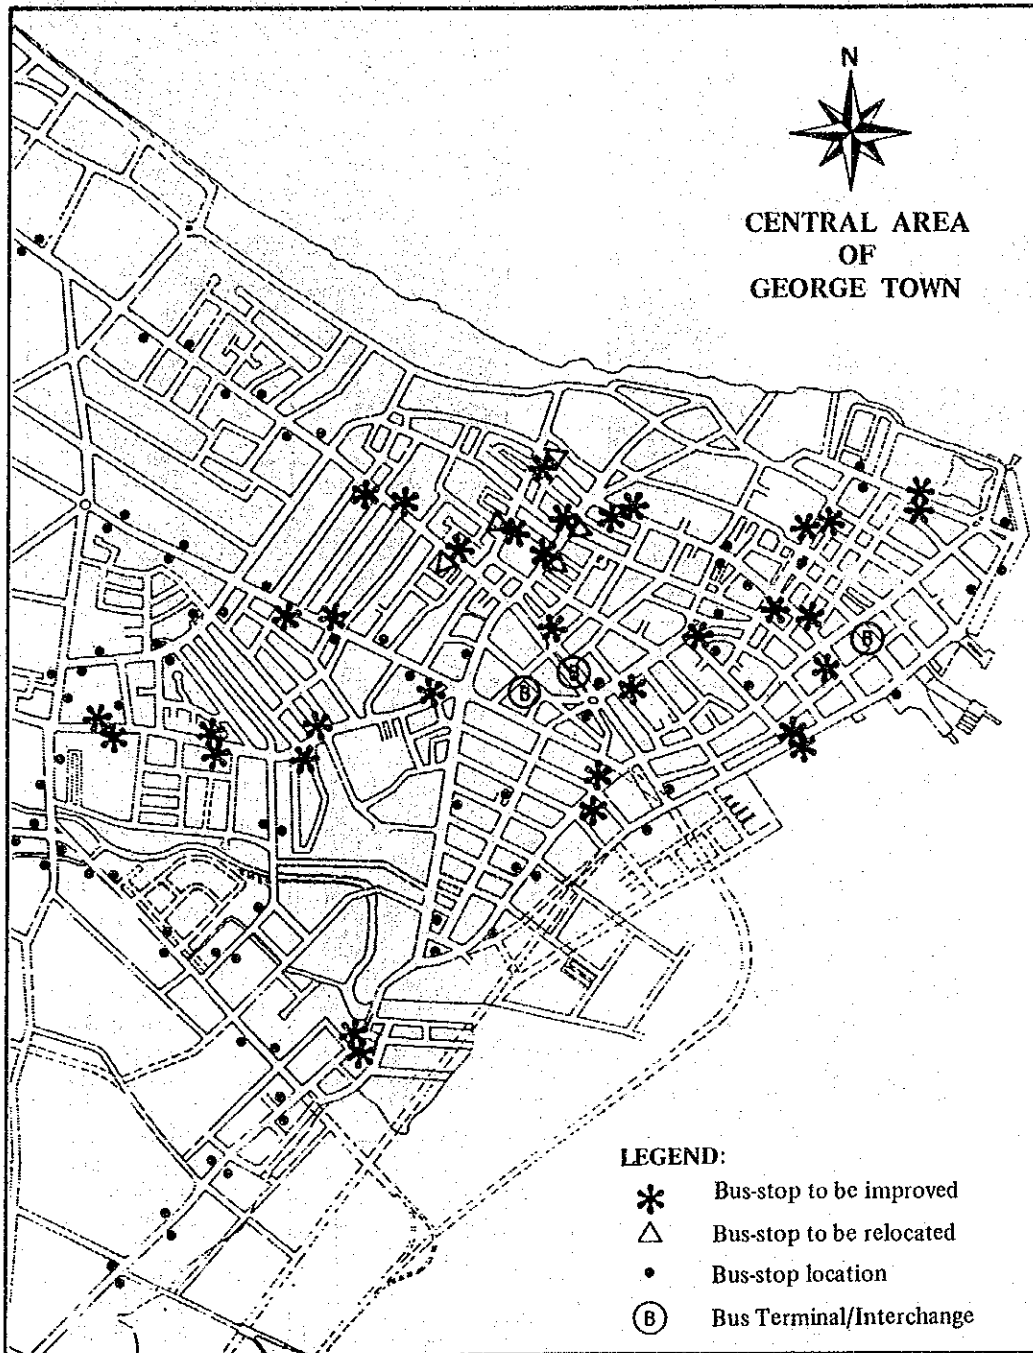 N
CENTRAL AREA
OF
GEORGE TOWN
B
B
B
LEGEND:
Bus-stop to be improved
Bus-stop to be relocated
Bus-stop location
B Bus Terminal/Interchange